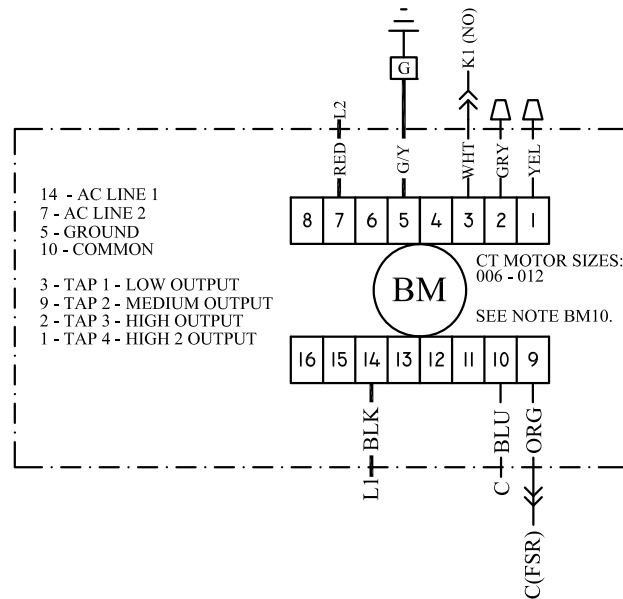 K1 (NO)
G
L2
RED
G/Y
WHT
GRY
YEL
14 - AC LINE 1
7 - AC LINE 2
5 - GROUND
10 - COMMON
3 - TAP 1 - LOW OUTPUT
9 - TAP 2 - MEDIUM OUTPUT
2 - TAP 3 - HIGH OUTPUT
1 - TAP 4 - HIGH 2 OUTPUT
8 7 6 5 4 3 2 1
BM
CT MOTOR SIZES:
006 - 012
SEE NOTE BM10.
16 15 14 13 12 11 10 9
BLK
BLU
ORG
L1
C
C(FSR)